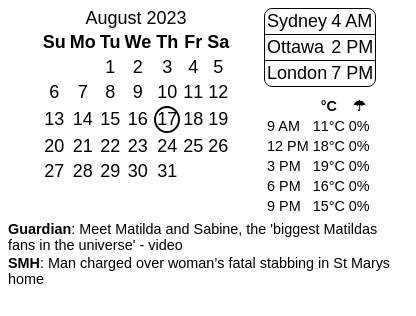 August 2023
Su Mo Tu We Th Fr Sa
1 2 3 4 5
6 7 8 9 10 11 12
13 14 15 16 17 18 19
20 21 22 23 24 25 26
27 28 29 30 31
Sydney 4 AM
Ottawa 2 PM
London 7 PM
°C ☂
9 AM 11°C 0%
12 PM 18°C 0%
3 PM 19°C 0%
6 PM 16°C 0%
9 PM 15°C 0%
Guardian: Meet Matilda and Sabine, the 'biggest Matildas
fans in the universe' - video
SMH: Man charged over woman’s fatal stabbing in St Marys
home